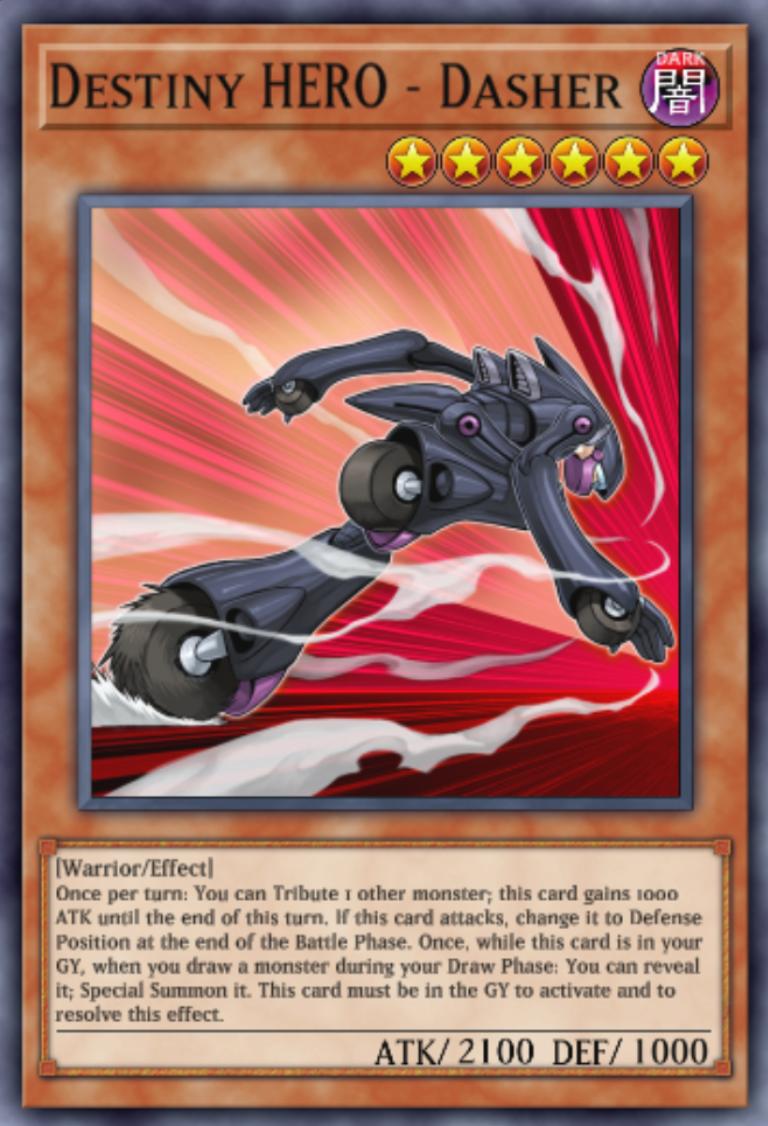 Destiny HERO - Dasher
DARK
闇
[Warrior/Effect]
Once per turn: You can Tribute 1 other monster; this card gains 1000
ATK until the end of this turn. If this card attacks, change it to Defense
Position at the end of the Battle Phase. Once, while this card is in your
GY, when you draw a monster during your Draw Phase: You can reveal
it; Special Summon it. This card must be in the GY to activate and to
resolve this effect.
ATK/ 2100 DEF/ 1000